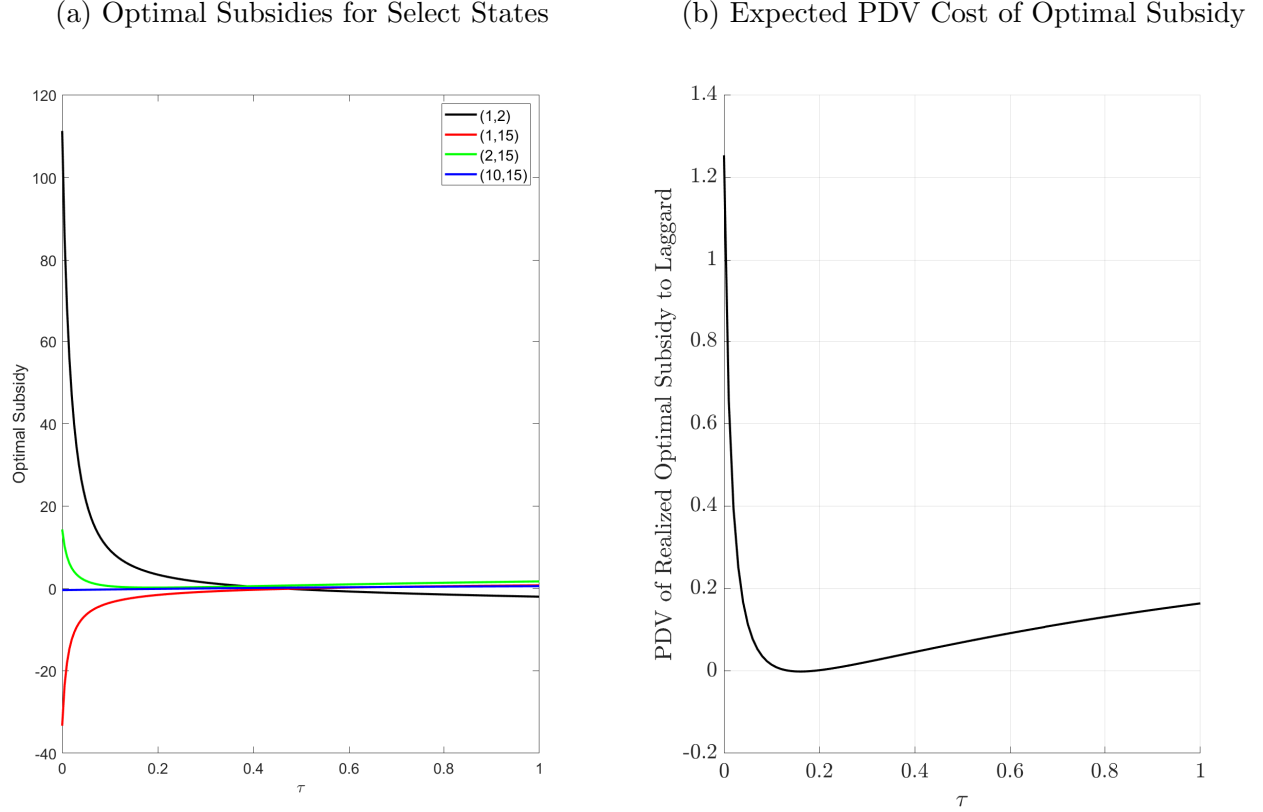 (a) Optimal Subsidies for Select States
120
100
80
60
40
20
0
-20
-40
Optimal Subsidy
0 0.2 0.4 0.6 0.8 1
τ
(1,2)
(1,15)
(2,15)
(10,15)
(b) Expected PDV Cost of Optimal Subsidy
1.4
1.2
1
0.8
0.6
0.4
0.2
0
-0.2
PDV of Realized Optimal Subsidy to Laggard
0 0.2 0.4 0.6 0.8 1
τ